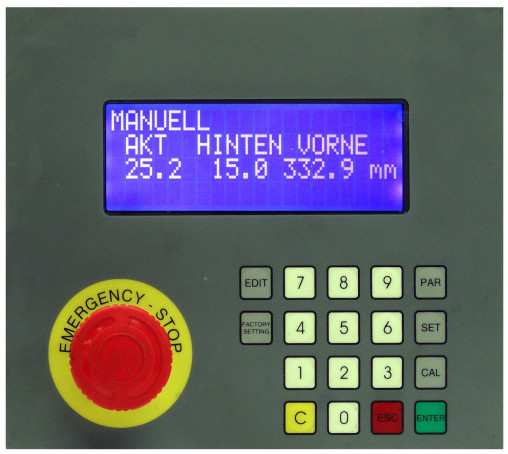 MANUELL
AKT HINTEN VORNE
25.2 15.0 332.9 mm
EMERGENCY - STOP
EDIT 7 8 9 PAR
FACTORY
SETTING
4 5 6 SET
1 2 3 CAL
C 0 ESC ENTER